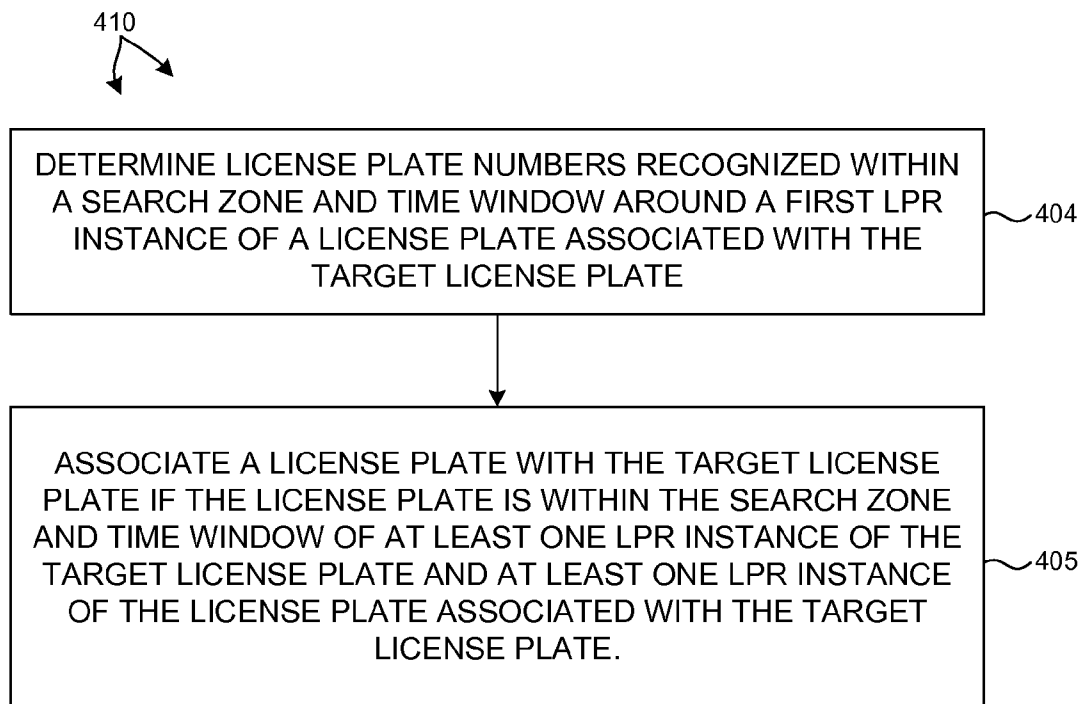 410
DETERMINE LICENSE PLATE NUMBERS RECOGNIZED WITHIN
A SEARCH ZONE AND TIME WINDOW AROUND A FIRST LPR
INSTANCE OF A LICENSE PLATE ASSOCIATED WITH THE
TARGET LICENSE PLATE
404
ASSOCIATE A LICENSE PLATE WITH THE TARGET LICENSE
PLATE IF THE LICENSE PLATE IS WITHIN THE SEARCH ZONE
AND TIME WINDOW OF AT LEAST ONE LPR INSTANCE OF THE
TARGET LICENSE PLATE AND AT LEAST ONE LPR INSTANCE
OF THE LICENSE PLATE ASSOCIATED WITH THE TARGET
LICENSE PLATE.
405